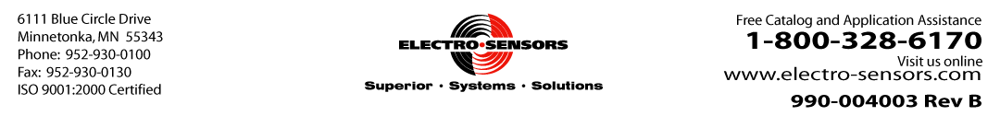 6111 Blue Circle Drive
Minnetonka, MN 55343
Phone: 952-930-0100
Fax: 952-930-0130
ISO 9001:2000 Certified
ELECTRO•SENSORS
Superior · Systems · Solutions
Free Catalog and Application Assistance
1-800-328-6170
Visit us online
www.electro-sensors.com
990-004003 Rev B